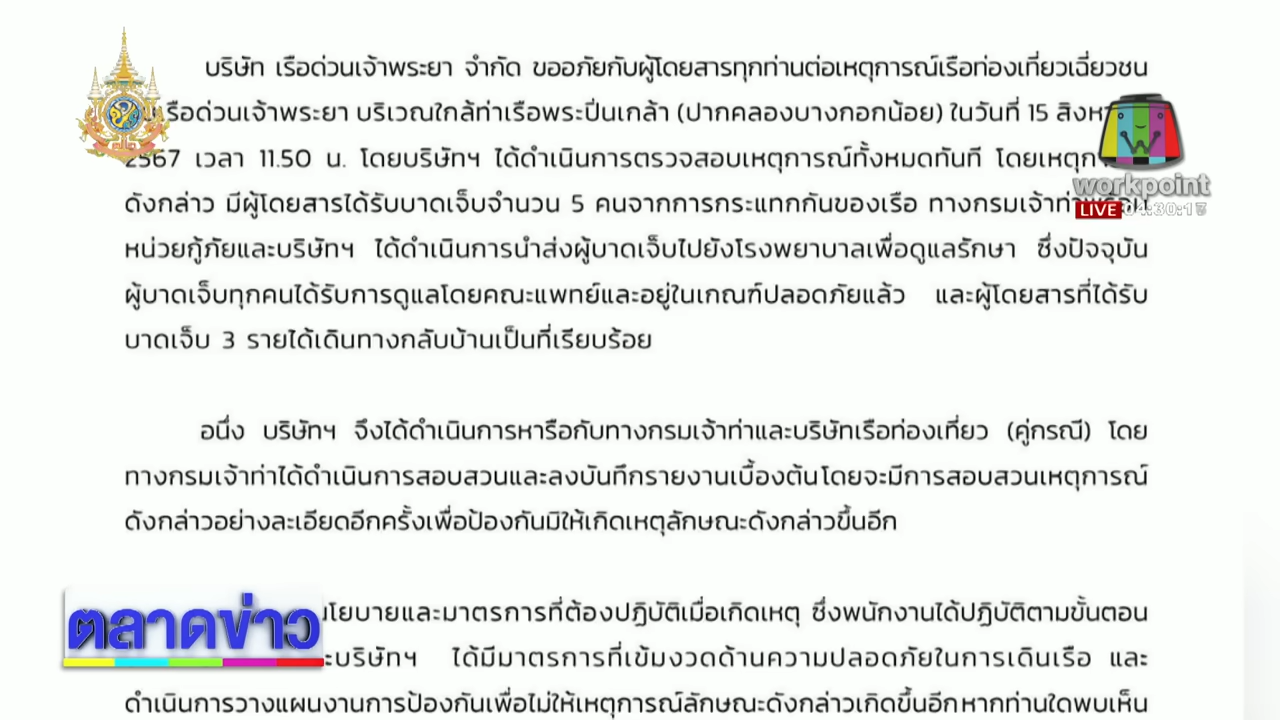 บริษัท เรือด่วนเจ้าพระยา จำกัด ขออภัยกับผู้โดยสารทุกท่านต่อเหตุการณ์เรือท่องเที่ยวเฉี่ยวชน
เรือด่วนเจ้าพระยา บริเวณใกล้ท่าเรือพระปิ่นเกล้า (ปากคลองบางกอกน้อย) ในวันที่ 15
2567 เวลา 11.50 น. โดยบริษัทฯ ได้ดำเนินการตรวจสอบเหตุการณ์ทั้งหมดทันที
workpoint
ดังกล่าว มีผู้โดยสารได้รับบาดเจ็บจำนวน 5 คนจากการกระแทกกันของเรือ
LIVE
หน่วยกู้ภัยและบริษัทฯ ได้ดำเนินการนำส่งผู้บาดเจ็บไปยังโรงพยาบาลเพื่อดูแลรักษา ซึ่งปัจจุบัน
ผู้บาดเจ็บทุกคนได้รับการดูแลโดยคณะแพทย์และอยู่ในเกณฑ์ปลอดภัยแล้ว และผู้โดยสารที่ได้รับ
บาดเจ็บ 3 รายได้เดินทางกลับบ้านเป็นที่เรียบร้อย
อนึ่ง บริษัทฯ จึงได้ดำเนินการหารือกับทางกรมเจ้าท่าและบริษัทเรือท่องเที่ยว (คู่กรณี) โดย
ทางกรมเจ้าท่าได้ดำเนินการสอบสวนและลงบันทึกรายงานเบื้องต้นโดยจะมีการสอบสวนเหตุการณ์
ดังกล่าวอย่างละเอียดอีกครั้งเพื่อป้องกันมิให้เกิดเหตุลักษณะดังกล่าวขึ้นอีก
นโยบายและมาตรการที่ต้องปฏิบัติเมื่อเกิดเหตุ ซึ่งพนักงานได้ปฏิบัติตามขั้นตอน
ตลาดข่าว
บริษัทฯ ได้มีมาตรการที่เข้มงวดด้านความปลอดภัยในการเดินเรือ และ
ดำเนินการวางแผนงานการป้องกันเพื่อไม่ให้เหตุการณ์ลักษณะดังกล่าวเกิดขึ้นอีกหากท่านใดพบเห็น